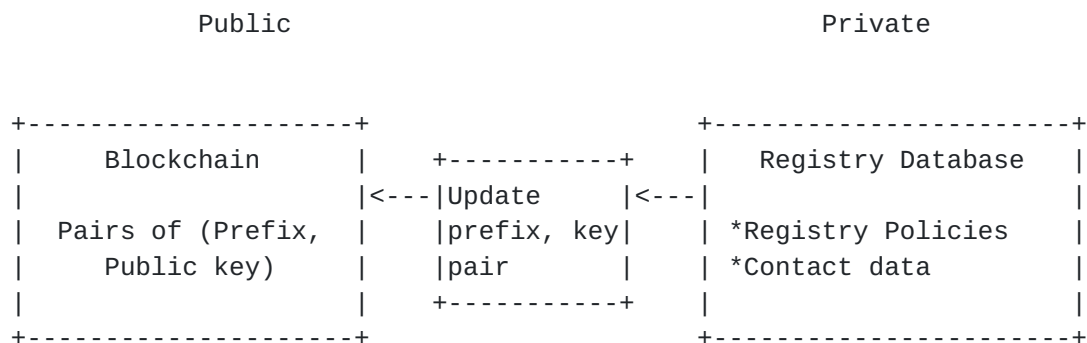 Public                                  Private


+---------------------+                     +-----------------------+
|     Blockchain      |    +-----------+    |   Registry Database   |
|                     |<---|Update     |<---|                       |
|  Pairs of (Prefix,  |    |prefix, key|    | *Registry Policies    |
|     Public key)     |    |pair       |    | *Contact data         |
|                     |    +-----------+    |                       |
+---------------------+                     +-----------------------+